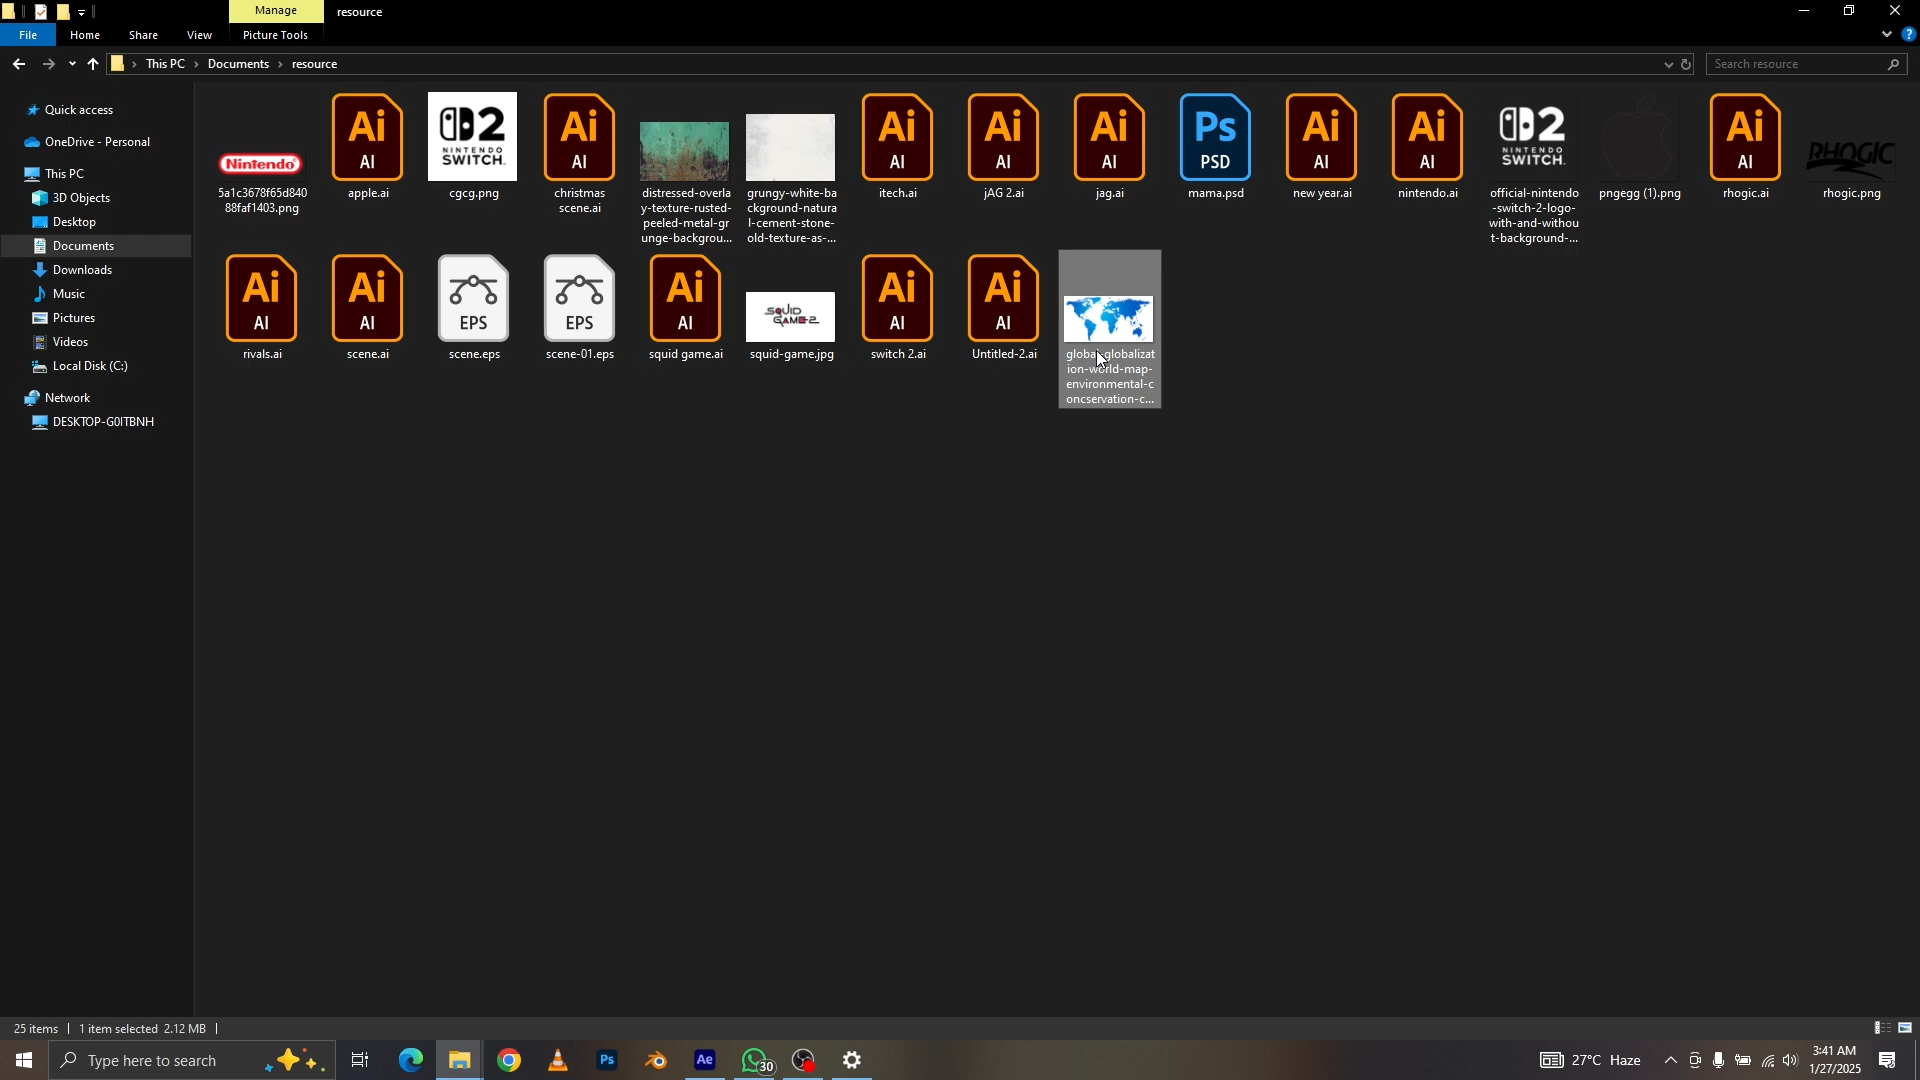 Manage
resource
File
Home
Share
View
Picture Tools
This PC
Documents
resource
Search resource
Quick access
OneDrive - Personal
This PC
3D Objects
Desktop
Documents
Downloads
Music
Pictures
Videos
Local Disk (C:)
Network
DESKTOP-G0ITBNH
Nintendo
5a1c3678f65d840
88faf1403.png
Ai
AI
apple.ai
2
NINTENDO
SWITCH.
cgcg.png
Ai
AI
christmas
scene.ai
distressed-overla
y-texture-rusted-
peeled-metal-gr
unge-backgrou...
grungy-white-ba
ckground-natura
l-cement-stone-
old-texture-as-...
Ai
AI
itech.ai
Ai
AI
jAG 2.ai
Ai
AI
jag.ai
Ps
PSD
mama.psd
Ai
AI
new year.ai
Ai
AI
nintendo.ai
2
NINTENDO
SWITCH.
official-nintendo
-switch-2-logo-
with-and-withou
t-background-...
pngegg (1).png
Ai
AI
rhogic.ai
RHOGIC
rhogic.png
Ai
AI
rivals.ai
Ai
AI
scene.ai
EPS
scene.eps
EPS
scene-01.eps
Ai
AI
squid game.ai
SQUID
GAME2
squid-game.jpg
Ai
AI
switch 2.ai
Ai
AI
Untitled-2.ai
global-globalizat
ion-world-map-
environmental-c
oncservation-c...
25 items
1 item selected 2.12 MB
Type here to search
Ps
Ae
30
27°C Haze
3:41 AM
1/27/2025